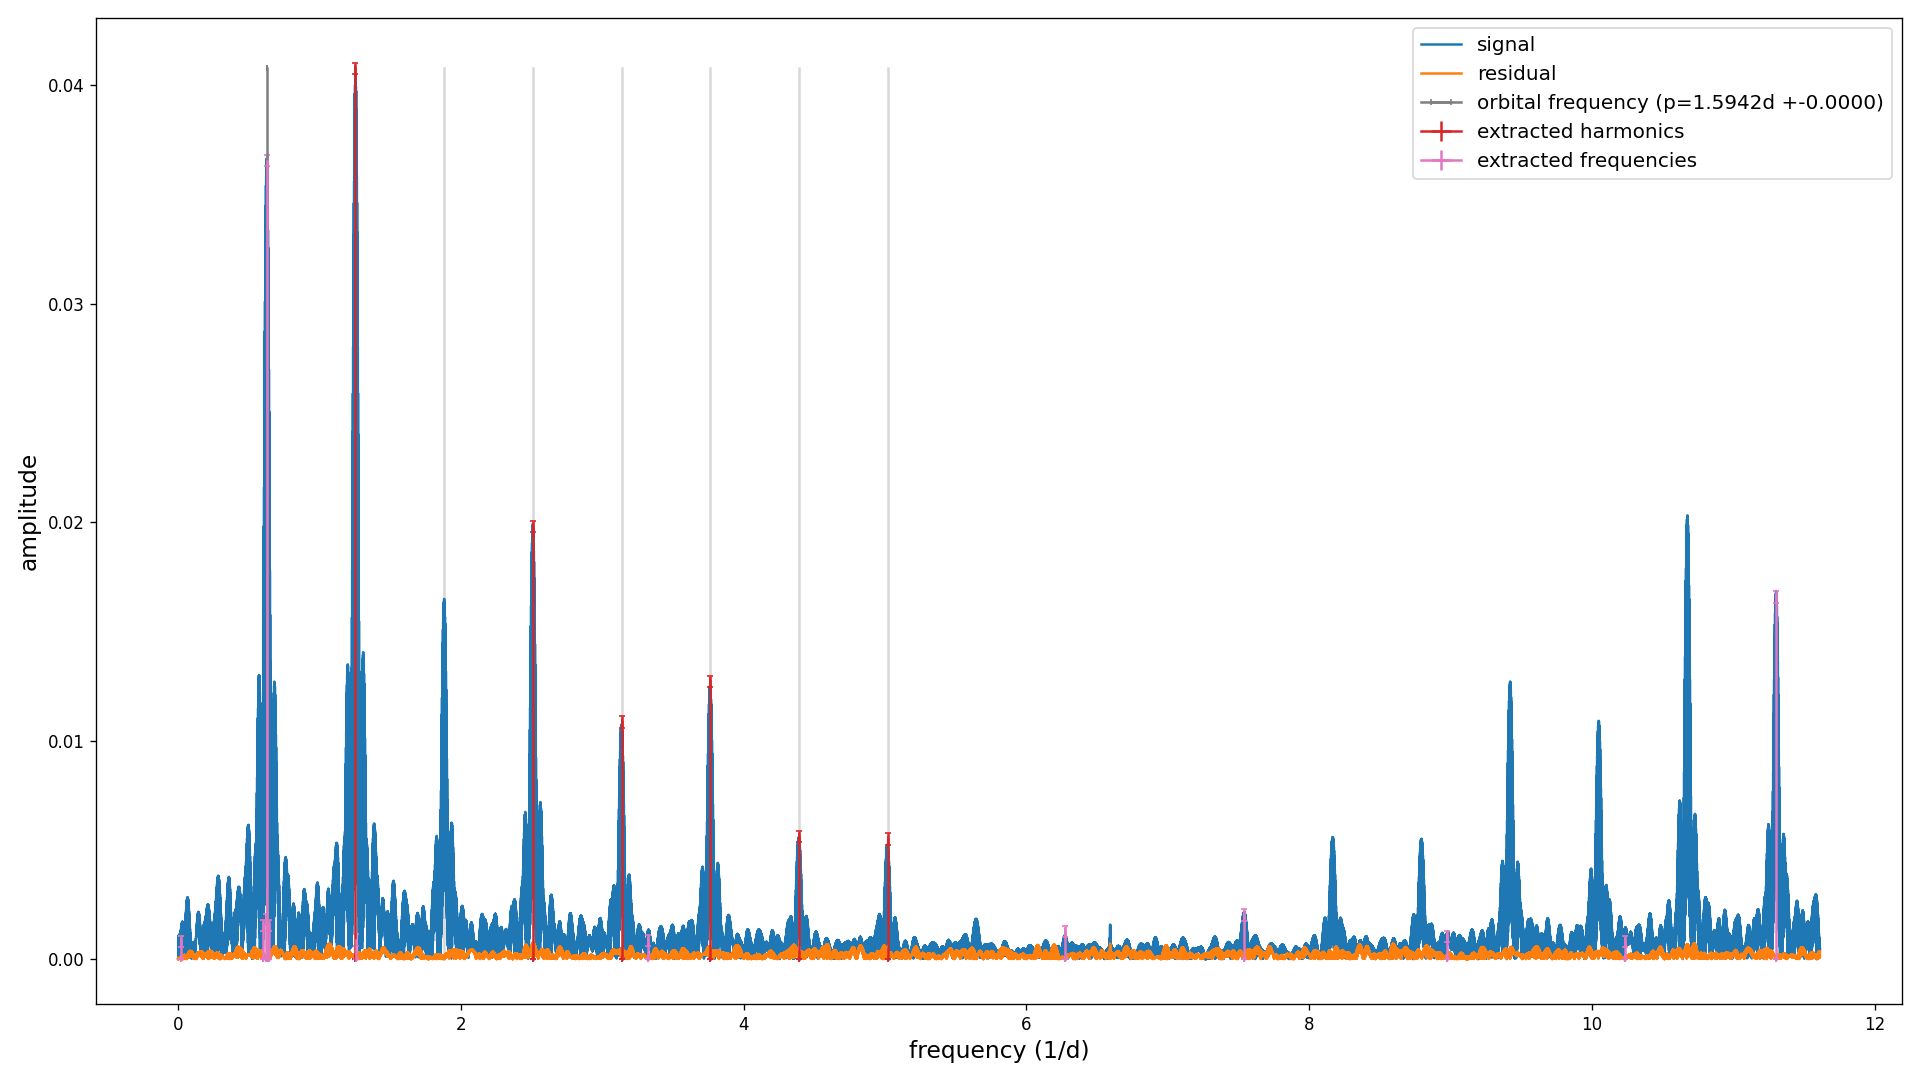 signal
residual
orbital frequency (p=1.5942d +-0.0000)
extracted harmonics
extracted frequencies
0.04
0.03
0.02
0.01
0.00
amplitude
0 2 4 6 8 10 12
frequency (1/d)